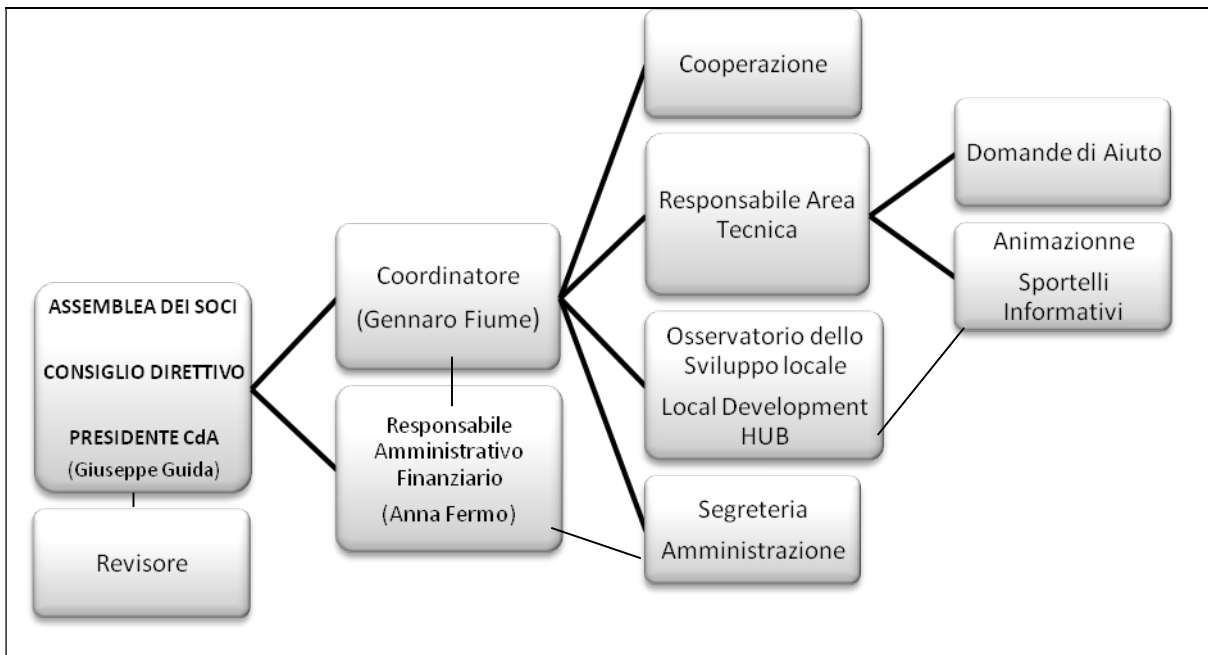 ASSEMBLEA DEI SOCI
CONSIGLIO DIRETTIVO
PRESIDENTE CdA
(Giuseppe Guida)
Revisore
Coordinatore
(Gennaro Fiume)
Responsabile
Amministrativo
Finanziario
(Anna Fermo)
Cooperazione
Responsabile Area
Tecnica
Osservatorio dello
Sviluppo locale
Local Development
HUB
Segreteria
Amministrazione
Domande di Aiuto
Animazionne
Sportelli
Informativi